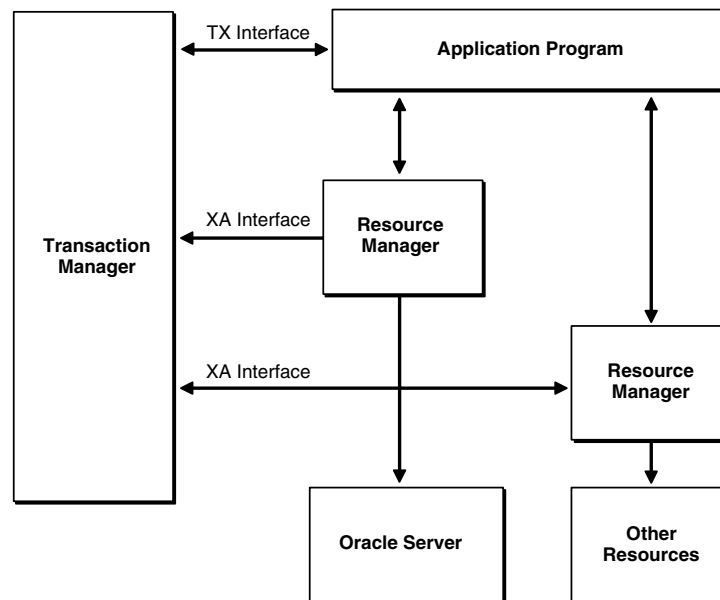 TX Interface
Application Program
XA Interface
Resource
Manager
Transaction
Manager
XA Interface
Resource
Manager
Oracle Server
Other
Resources